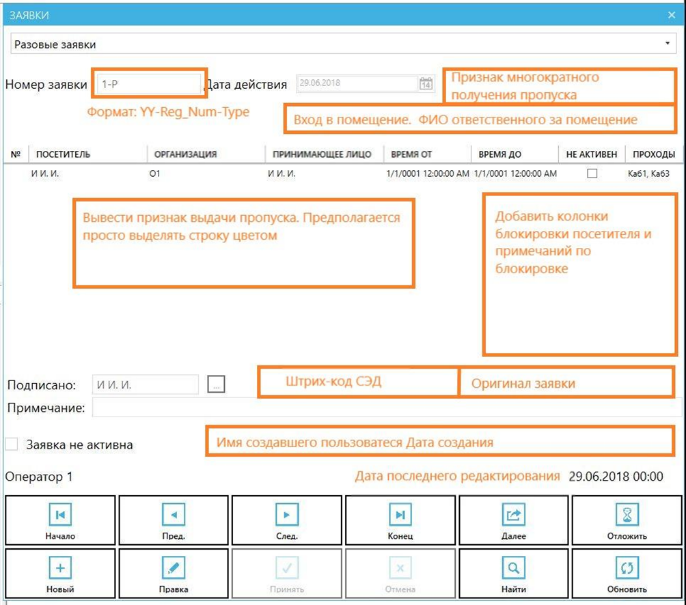 ЗАЯВКИ
Разовые заявки
Номер заявки 1-Р Дата действия 29.06.2018 14
Признак многократного
получения пропуска
Формат: YY-Reg_Num-Type
Вход в помещение. ФИО ответственного за помещение
№ ПОСЕТИТЕЛЬ ОРГАНИЗАЦИЯ ПРИНИМАЮЩЕЕ ЛИЦО ВРЕМЯ ОТ ВРЕМЯ ДО НЕ АКТИВЕН ПРОХОДЫ
И И. И. О1 И И. И. 1/1/0001 12:00:00 AM 1/1/0001 12:00:00 AM Каб1, Каб3
Вывести признак выдачи пропуска. Предполагается
просто выделять строку цветом
Добавить колонки
блокировки посетителя и
примечаний по
блокировке
Подписано: И И. И. ...
Штрих-код СЭД
Оригинал заявки
Примечание:
Заявка не активна
Имя создавшего пользоватеся Дата создания
Оператор 1
Дата последнего редактирования 29.06.2018 00:00
Начало Пред. След. Конец Далее Отложить
Новый Правка Принять Отмена Найти Обновить